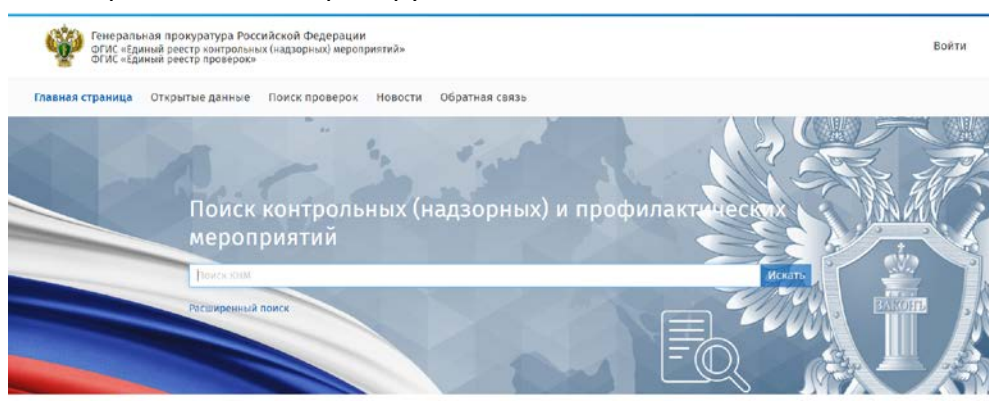 Генеральная прокуратура Российской Федерации
ФГИС «Единый реестр контрольных (надзорных) мероприятий»
ФГИС «Единый реестр проверок»
Войти
Главная страница Открытые данные Поиск проверок Новости Обратная связь
Поиск контрольных (надзорных) и профилактических
мероприятий
Поиск КНМ
Искать
Расширенный поиск
ЗАКОНЪ